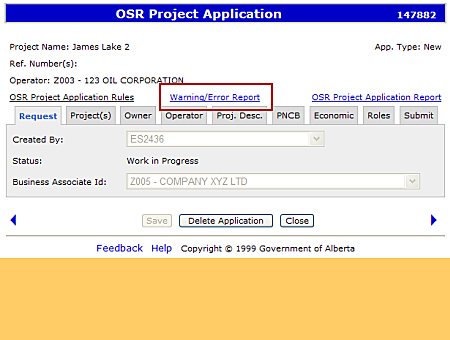 OSR Project Application 147882
Project Name: James Lake 2 App. Type: New
Ref. Number(s):
Operator: Z003 - 123 OIL CORPORATION
OSR Project Application Rules Warning/Error Report OSR Project Application Report
Request Project(s) Owner Operator Proj. Desc. PNCB Economic Roles Submit
Created By: ES2436
Status: Work in Progress
Business Associate Id: Z005 - COMPANY XYZ LTD
Save Delete Application Close
Feedback Help Copyright © 1999 Government of Alberta